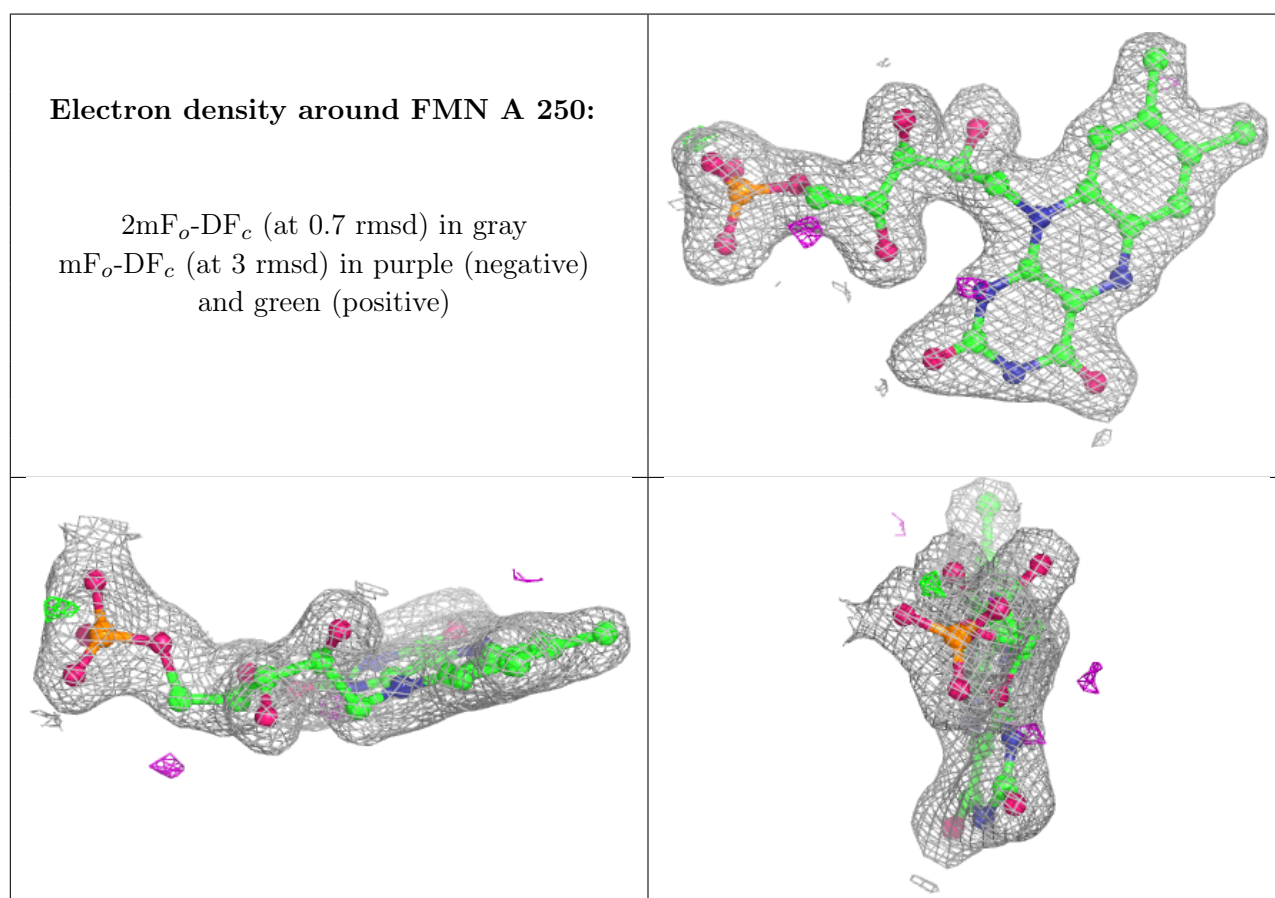 Electron density around FMN A 250:
2mFo-DFc (at 0.7 rmsd) in gray
mFo-DFc (at 3 rmsd) in purple (negative)
and green (positive)